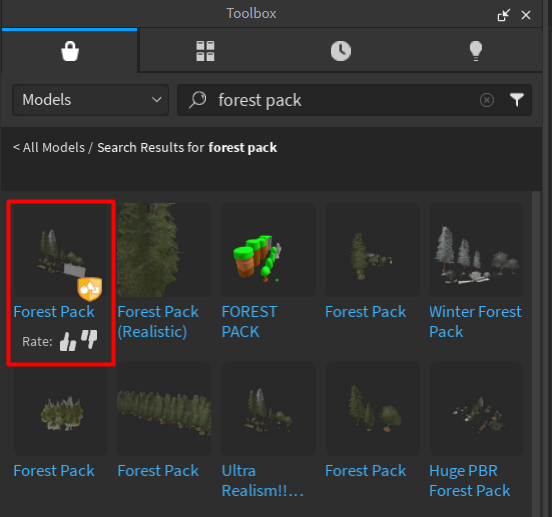 Toolbox
Models
forest pack
< All Models / Search Results for forest pack
Forest Pack
Rate:
Forest Pack
(Realistic)
FOREST
PACK
Forest Pack
Winter Forest
Pack
Forest Pack
Forest Pack
Ultra
Realism!!...
Forest Pack
Huge PBR
Forest Pack